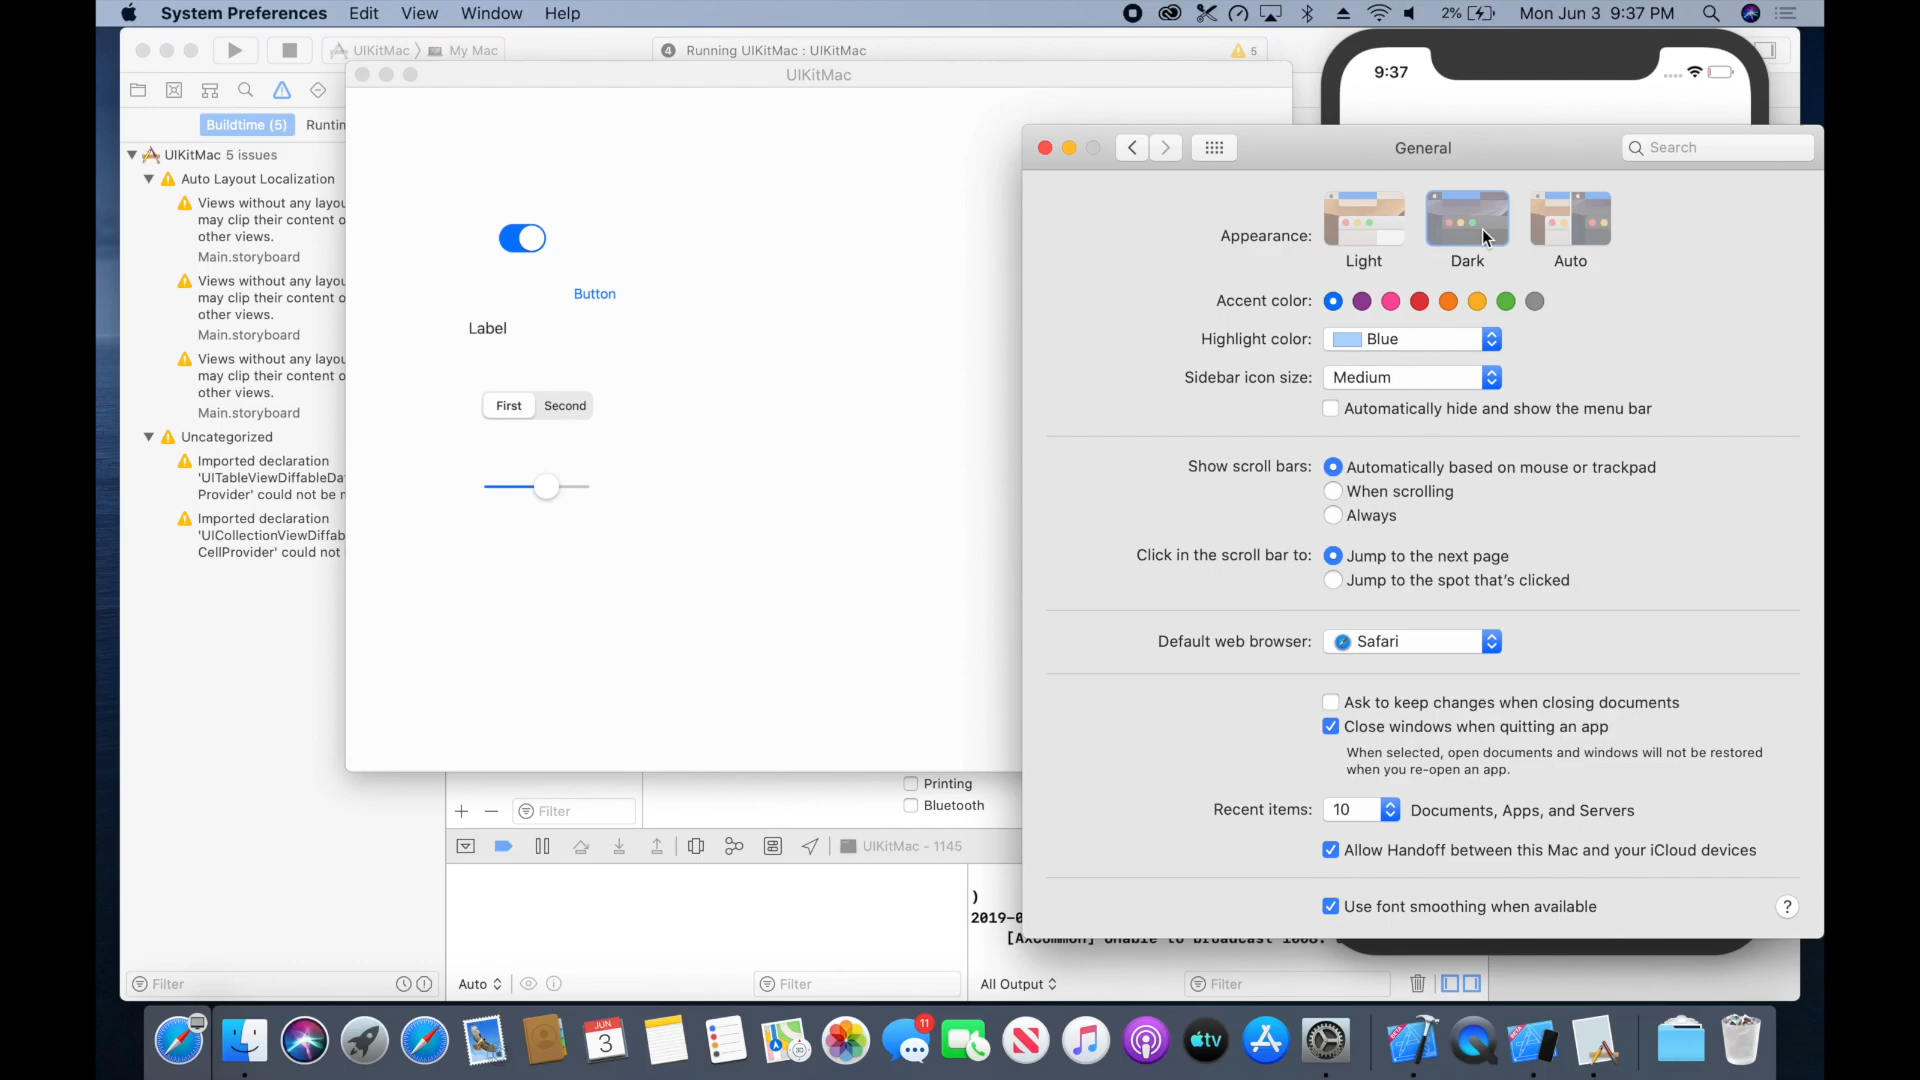 System Preferences Edit View Window Help
2% Mon Jun 3 9:37 PM
UIKitMac My Mac
4 Running UIKitMac : UIKitMac
5
UIKitMac
9:37
Buildtime (5)
UIKitMac 5 issues
Auto Layout Localization
Views without any layou
may clip their content o
other views.
Main.storyboard
Views without any layou
may clip their content o
other views.
Main.storyboard
Views without any layou
may clip their content o
other views.
Main.storyboard
Uncategorized
Imported declaration
'UITableViewDiffableDa
Provider' could not be
Imported declaration
'UICollectionViewDiffab
CellProvider' could not
Filter
Button
Label
First Second
General
Search
Appearance:
Light Dark Auto
Accent color:
Highlight color: Blue
Sidebar icon size: Medium
Automatically hide and show the menu bar
Show scroll bars: Automatically based on mouse or trackpad
When scrolling
Always
Click in the scroll bar to: Jump to the next page
Jump to the spot that's clicked
Default web browser: Safari
Ask to keep changes when closing documents
Close windows when quitting an app
When selected, open documents and windows will not be restored
when you re-open an app.
Recent items: 10 Documents, Apps, and Servers
Allow Handoff between this Mac and your iCloud devices
Use font smoothing when available
?
Printing
Bluetooth
Filter
UIKitMac - 1145
)
2019-0
Auto
Filter
All Output
Filter
JUN
3
11
tv